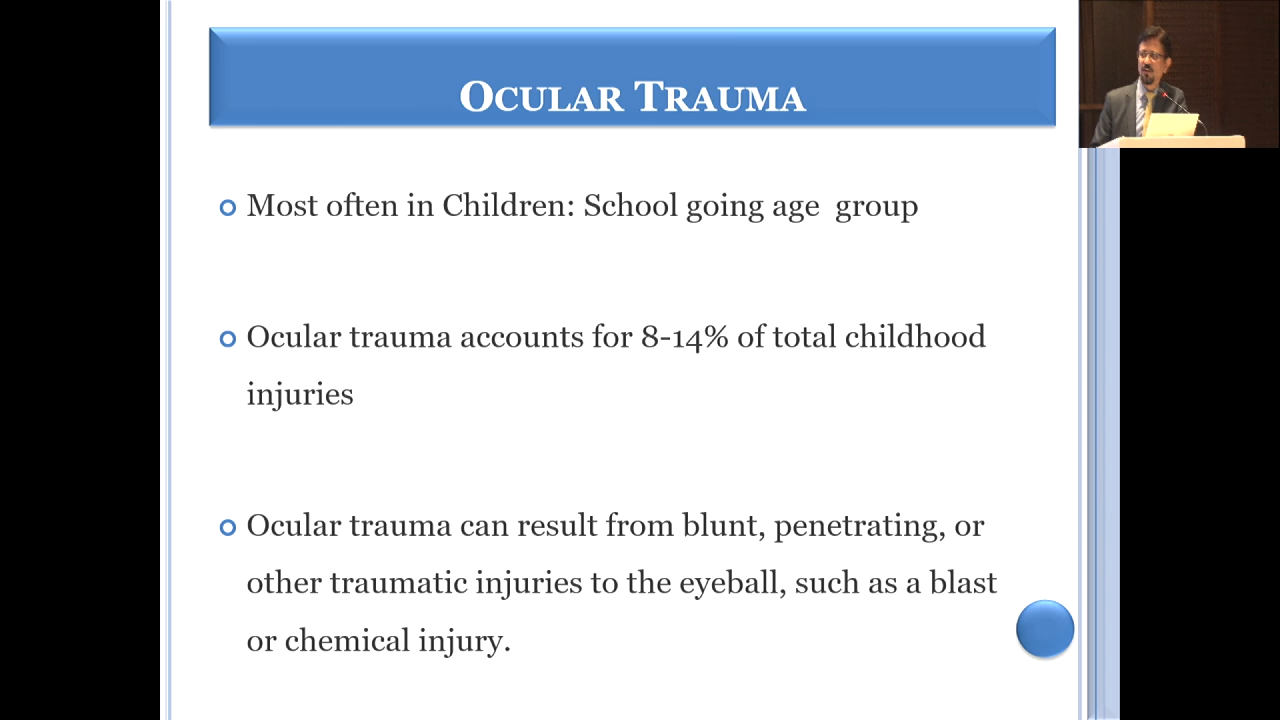 OCULAR TRAUMA
Most often in Children: School going age group
Ocular trauma accounts for 8-14% of total childhood
injuries
Ocular trauma can result from blunt, penetrating, or
other traumatic injuries to the eyeball, such as a blast
or chemical injury.